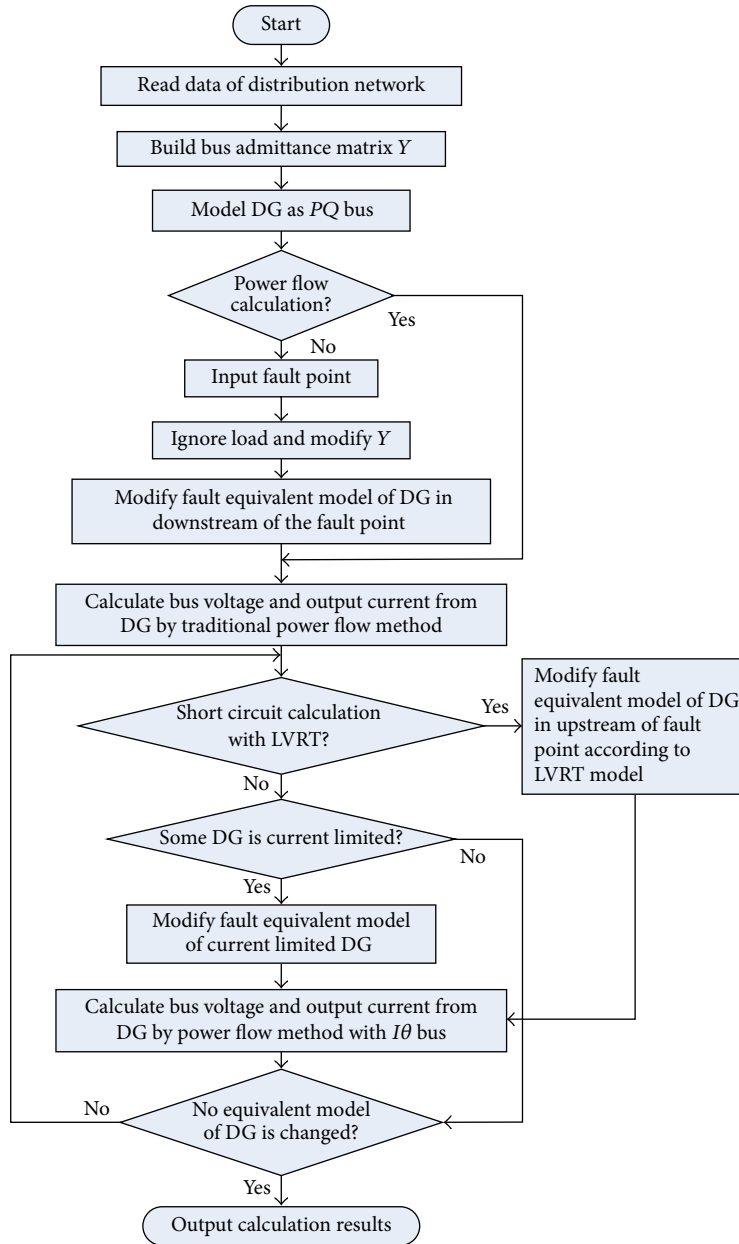 Start
Read data of distribution network
Build bus admittance matrix Y
Model DG as PQ bus
Power flow
calculation?
Yes
No
Input fault point
Ignore load and modify Y
Modify fault equivalent model of DG in
downstream of the fault point
Calculate bus voltage and output current from
DG by traditional power flow method
Short circuit calculation
with LVRT?
Yes
Modify fault
equivalent model of DG
in upstream of fault
point according to
LVRT model
No
Some DG is current limited?
No
Yes
Modify fault equivalent model
of current limited DG
Calculate bus voltage and output current from
DG by power flow method with Iθ bus
No
No equivalent model
of DG is changed?
Yes
Output calculation results